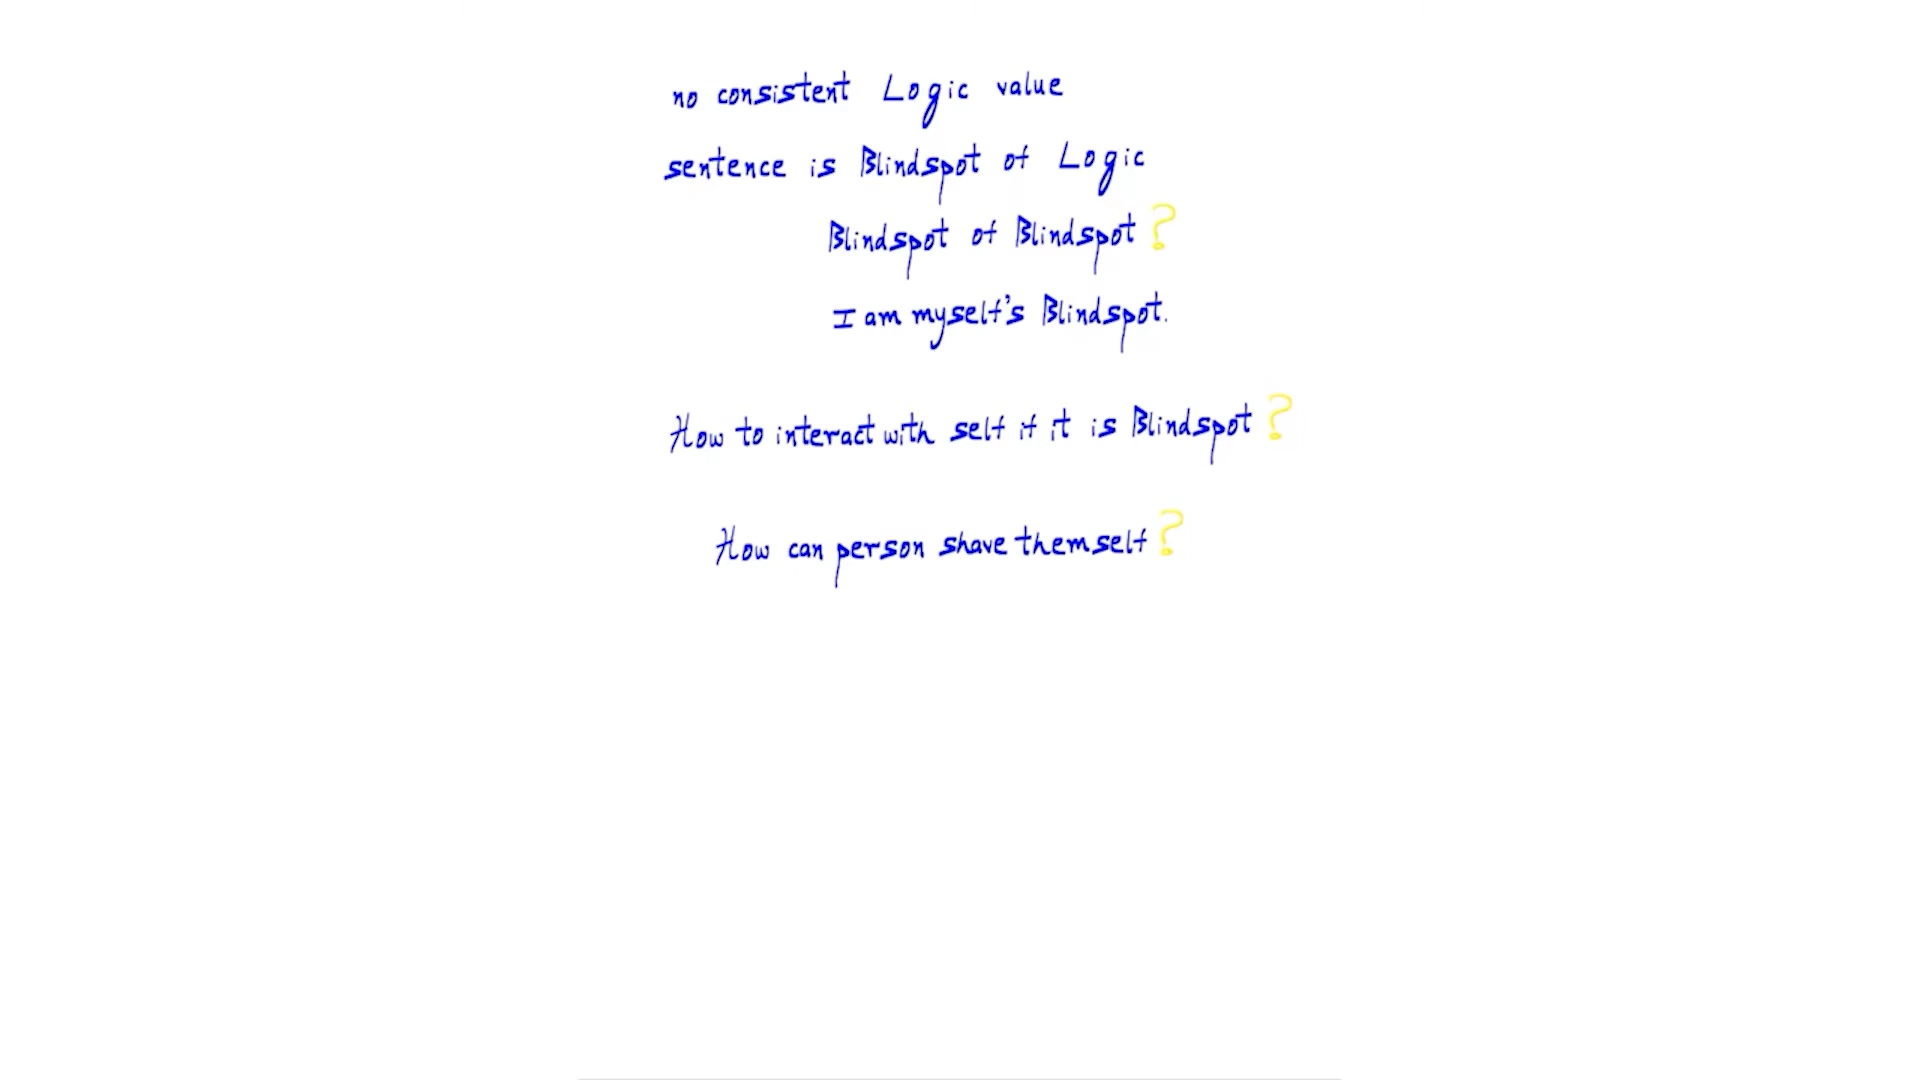 no consistent Logic value
sentence is Blindspot of Logic
Blindspot of Blindspot ?
I am myself's Blindspot.
How to interact with self if it is Blindspot ?
How can person shave themself ?